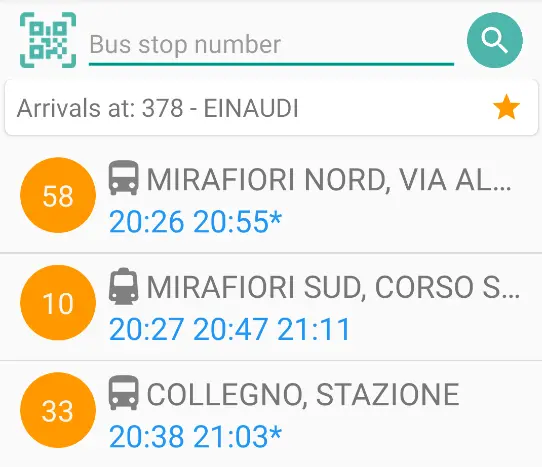 Bus stop number
Arrivals at: 378 - EINAUDI
58
MIRAFIORI NORD, VIA AL...
20:26 20:55*
10
MIRAFIORI SUD, CORSO S...
20:27 20:47 21:11
33
COLLEGNO, STAZIONE
20:38 21:03*